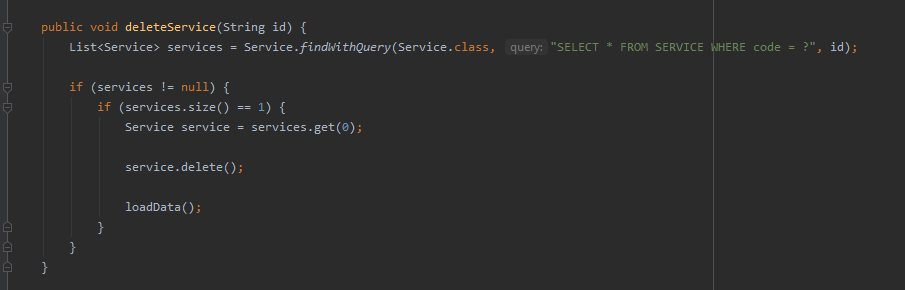 public void deleteService(String id) {
List<Service> services = Service.findWithQuery(Service.class, query: "SELECT * FROM SERVICE WHERE code = ?", id);
if (services != null) {
if (services.size() == 1) {
Service service = services.get(0);
service.delete();
loadData();
}
}
}